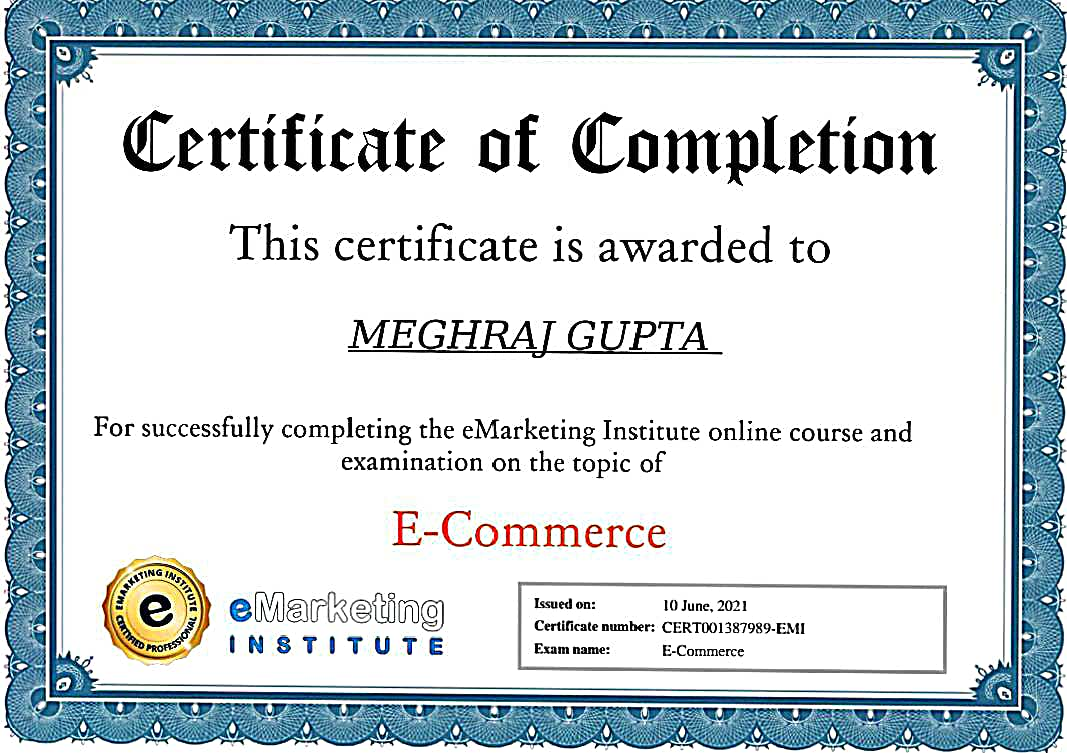 Certificate of Completion
This certificate is awarded to
MEGHRAJ GUPTA
For successfully completing the eMarketing Institute online course and
examination on the topic of
E-Commerce
EMARKETING INSTITUTE
e
CERTIFIED PROFESSIONAL
eMarketing
INSTITUTE
Issued on: 10 June, 2021
Certificate number: CERT001387989-EMI
Exam name: E-Commerce